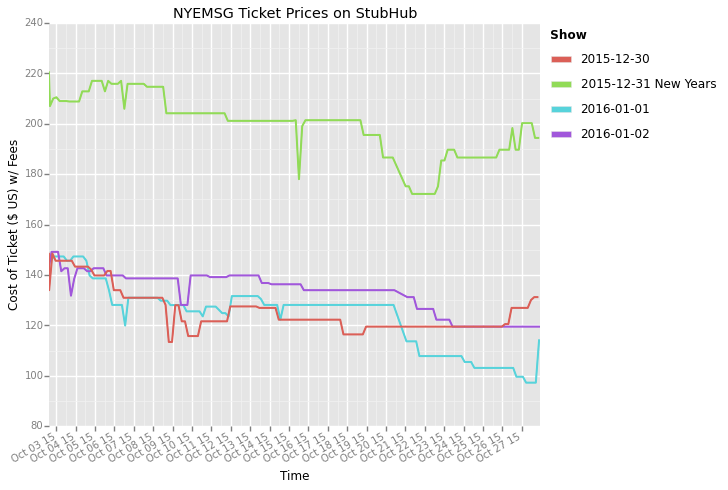 NYEMSG Ticket Prices on StubHub
Cost of Ticket ($ US) w/ Fees
240
220
200
180
160
140
120
100
80
Oct 03 15
Oct 04 15
Oct 05 15
Oct 06 15
Oct 07 15
Oct 08 15
Oct 09 15
Oct 10 15
Oct 11 15
Oct 12 15
Oct 13 15
Oct 14 15
Oct 15 15
Oct 16 15
Oct 17 15
Oct 18 15
Oct 19 15
Oct 20 15
Oct 21 15
Oct 22 15
Oct 23 15
Oct 24 15
Oct 25 15
Oct 26 15
Oct 27 15
Time
Show
2015-12-30
2015-12-31 New Years
2016-01-01
2016-01-02